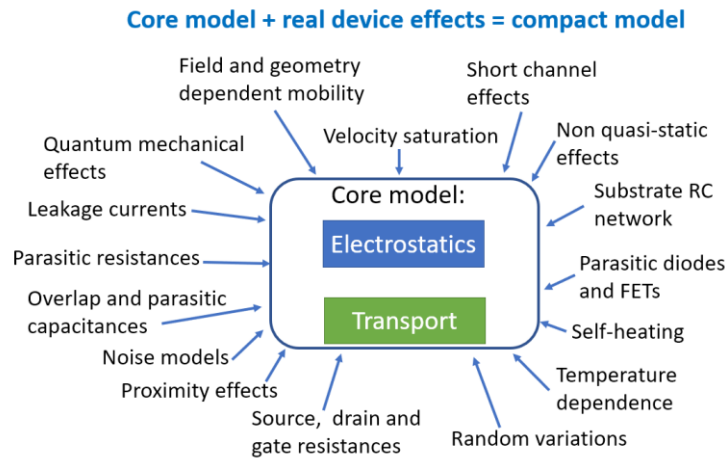 Core model + real device effects = compact model
Field and geometry
dependent mobility
Short channel
effects
Velocity saturation
Non quasi-static
effects
Quantum mechanical
effects
Core model:
Substrate RC
network
Leakage currents
Electrostatics
Parasitic resistances
Parasitic diodes
and FETs
Overlap and parasitic
capacitances
Transport
Self-heating
Noise models
Temperature
dependence
Proximity effects
Source, drain and
gate resistances
Random variations